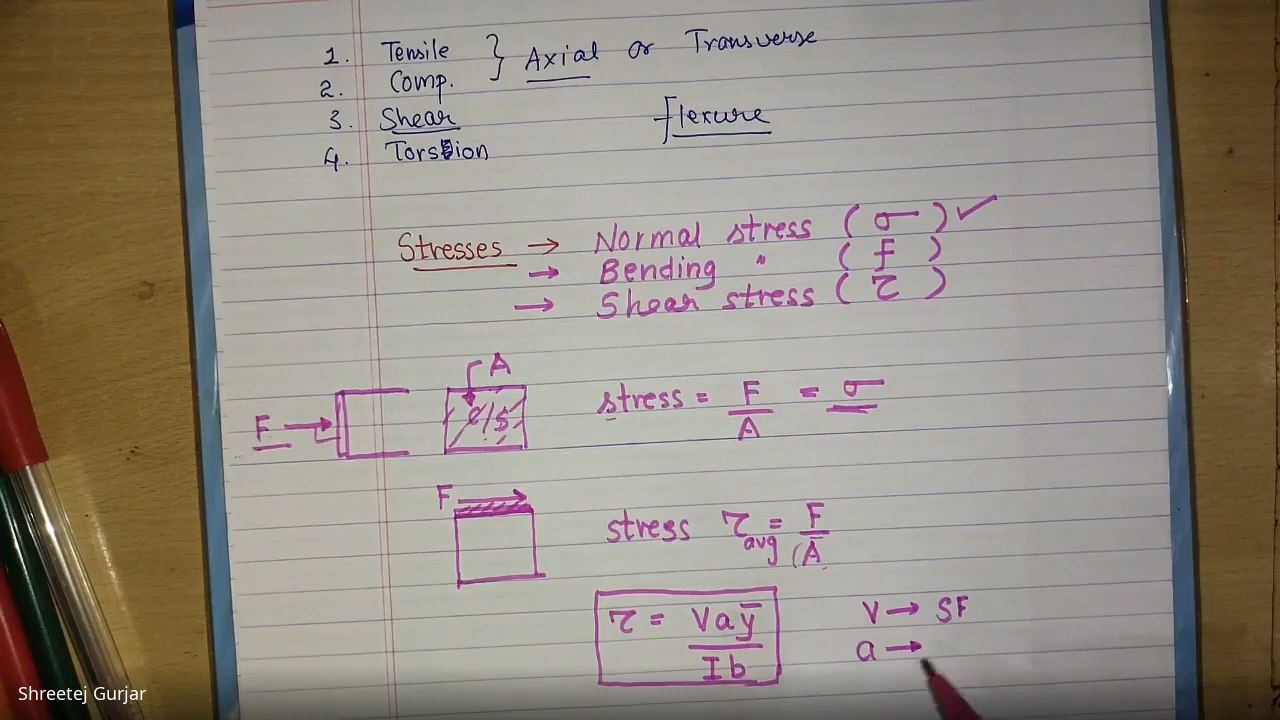 1. Tensile } Axial or Transverse
2. Comp.
3. Shear flexure
4. Torsion
Stresses → Normal stress (σ) ✓
→ Bending " (f)
→ Shear stress (τ)
A
F → c/s stress = F/A = σ
F → stress τavg = F/A
τ = Vaȳ/Ib V → SF
a →
Shreetej Gurjar